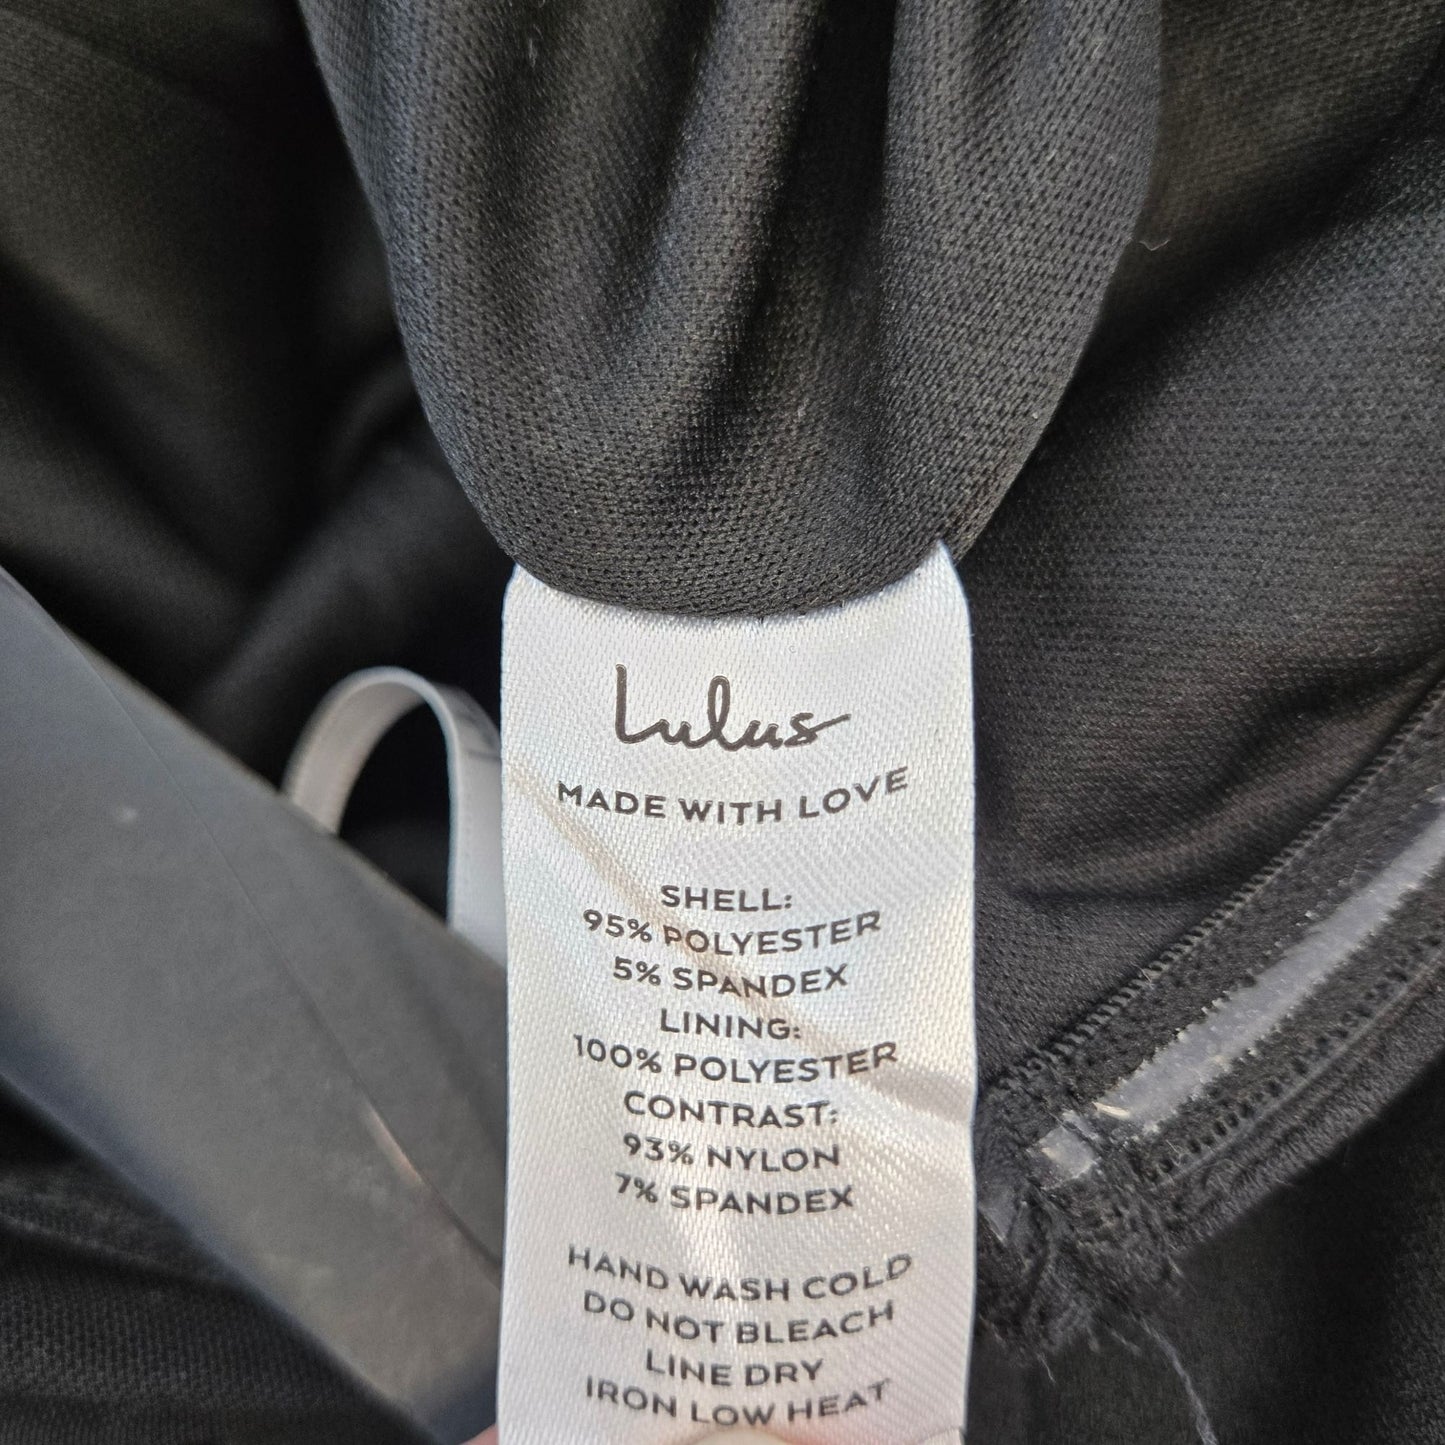 Lulus
MADE WITH LOVE
SHELL:
95% POLYESTER
5% SPANDEX
LINING:
100% POLYESTER
CONTRAST:
93% NYLON
7% SPANDEX
HAND WASH COLD
DO NOT BLEACH
LINE DRY
IRON LOW HEAT